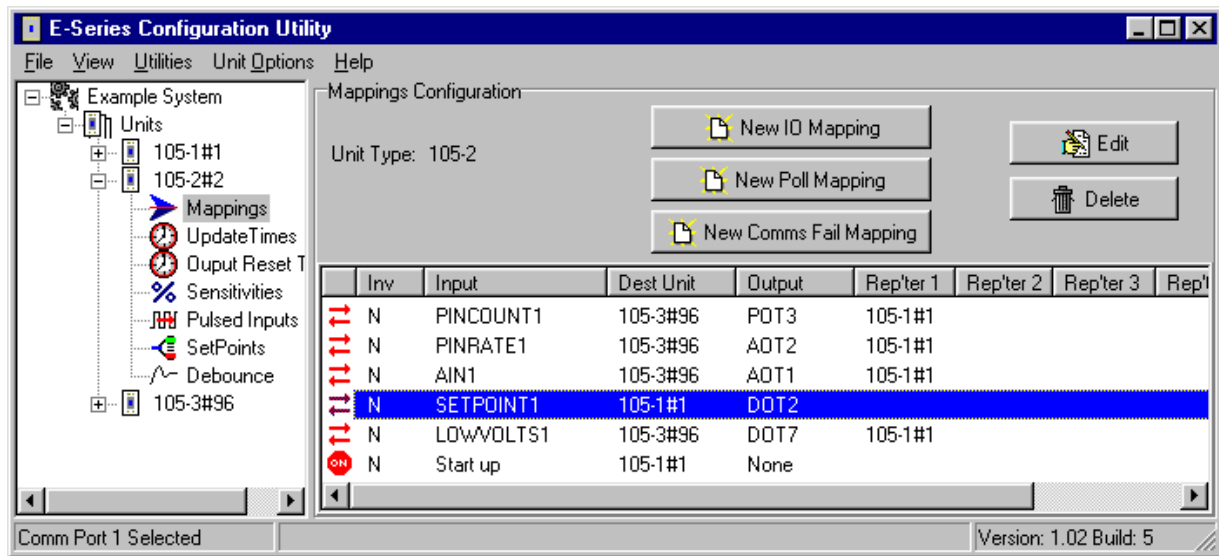 E-Series Configuration Utility
File View Utilities Unit Options Help
Example System
Units
105-1#1
105-2#2
Mappings
UpdateTimes
Ouput Reset T
Sensitivities
Pulsed Inputs
SetPoints
Debounce
105-3#96
Mappings Configuration
Unit Type: 105-2
New IO Mapping
New Poll Mapping
New Comms Fail Mapping
Edit
Delete
Inv Input Dest Unit Output Rep'ter 1 Rep'ter 2 Rep'ter 3 Rep't
N PINCOUNT1 105-3#96 POT3 105-1#1
N PINRATE1 105-3#96 AOT2 105-1#1
N AIN1 105-3#96 AOT1 105-1#1
N SETPOINT1 105-1#1 DOT2
N LOWVOLTS1 105-3#96 DOT7 105-1#1
ON N Start up 105-1#1 None
Comm Port 1 Selected
Version: 1.02 Build: 5